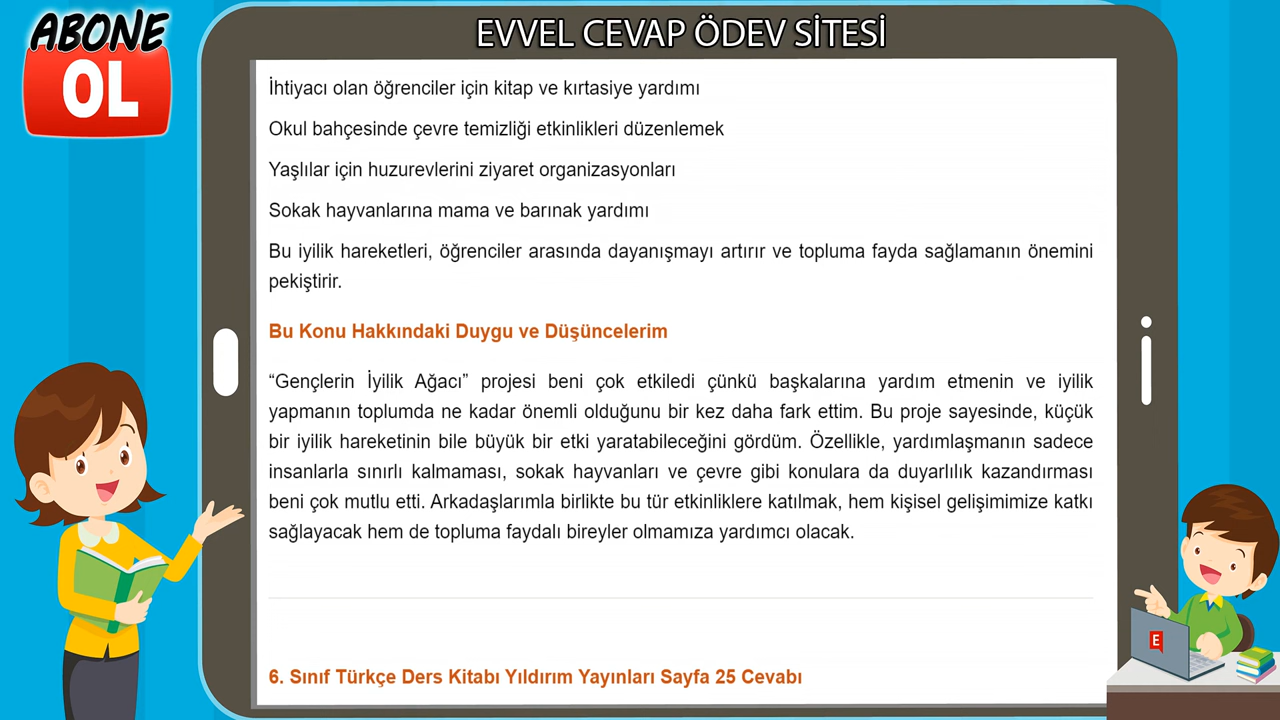 ABONE
OL
EVVEL CEVAP ÖDEV SİTESİ
İhtiyacı olan öğrenciler için kitap ve kırtasiye yardımı
Okul bahçesinde çevre temizliği etkinlikleri düzenlemek
Yaşlılar için huzurevlerini ziyaret organizasyonları
Sokak hayvanlarına mama ve barınak yardımı
Bu iyilik hareketleri, öğrenciler arasında dayanışmayı artırır ve topluma fayda sağlamanın önemini
pekiştirir.
Bu Konu Hakkındaki Duygu ve Düşüncelerim
“Gençlerin İyilik Ağacı” projesi beni çok etkiledi çünkü başkalarına yardım etmenin ve iyilik
yapmanın toplumda ne kadar önemli olduğunu bir kez daha fark ettim. Bu proje sayesinde, küçük
bir iyilik hareketinin bile büyük bir etki yaratabileceğini gördüm. Özellikle, yardımlaşmanın sadece
insanlarla sınırlı kalmaması, sokak hayvanları ve çevre gibi konulara da duyarlılık kazandırması
beni çok mutlu etti. Arkadaşlarımla birlikte bu tür etkinliklere katılmak, hem kişisel gelişimimize katkı
sağlayacak hem de topluma faydalı bireyler olmamıza yardımcı olacak.
6. Sınıf Türkçe Ders Kitabı Yıldırım Yayınları Sayfa 25 Cevabı
E